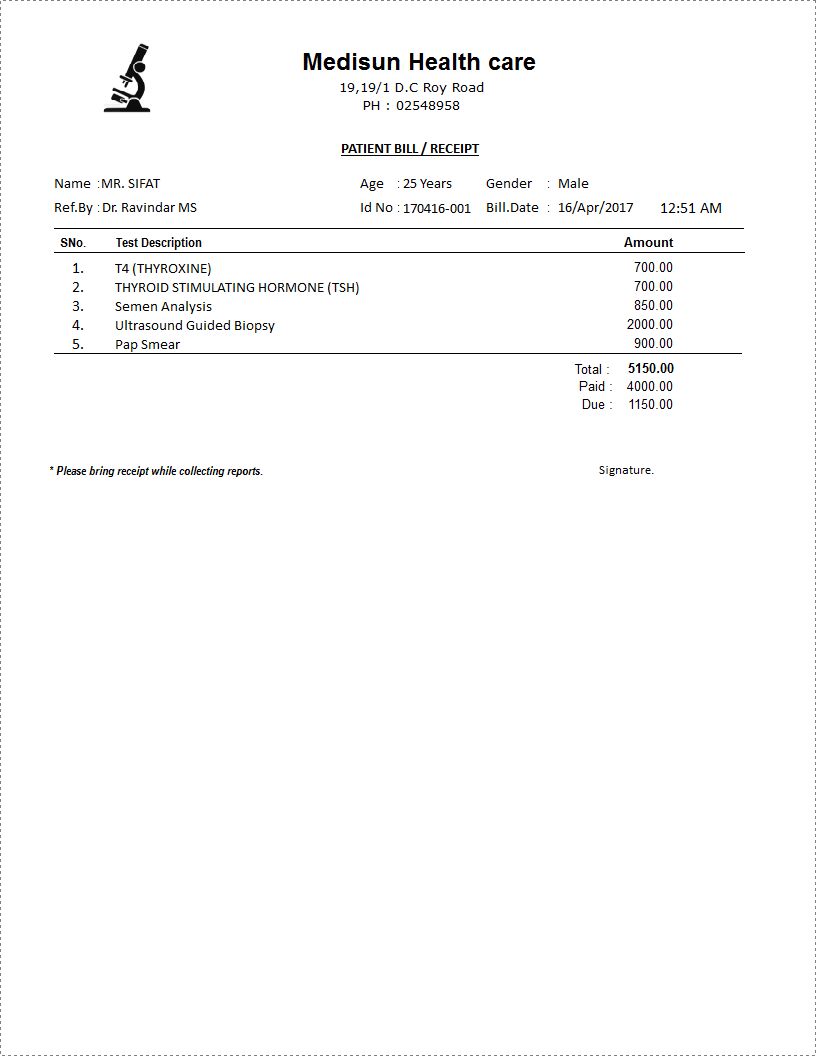 Medisun Health care
19,19/1 D.C Roy Road
PH : 02548958
PATIENT BILL / RECEIPT
Name :MR. SIFAT Age : 25 Years Gender : Male
Ref.By : Dr. Ravindar MS Id No : 170416-001 Bill.Date : 16/Apr/2017 12:51 AM
SNo. Test Description Amount
1. T4 (THYROXINE) 700.00
2. THYROID STIMULATING HORMONE (TSH) 700.00
3. Semen Analysis 850.00
4. Ultrasound Guided Biopsy 2000.00
5. Pap Smear 900.00
Total : 5150.00
Paid : 4000.00
Due : 1150.00
* Please bring receipt while collecting reports. Signature.